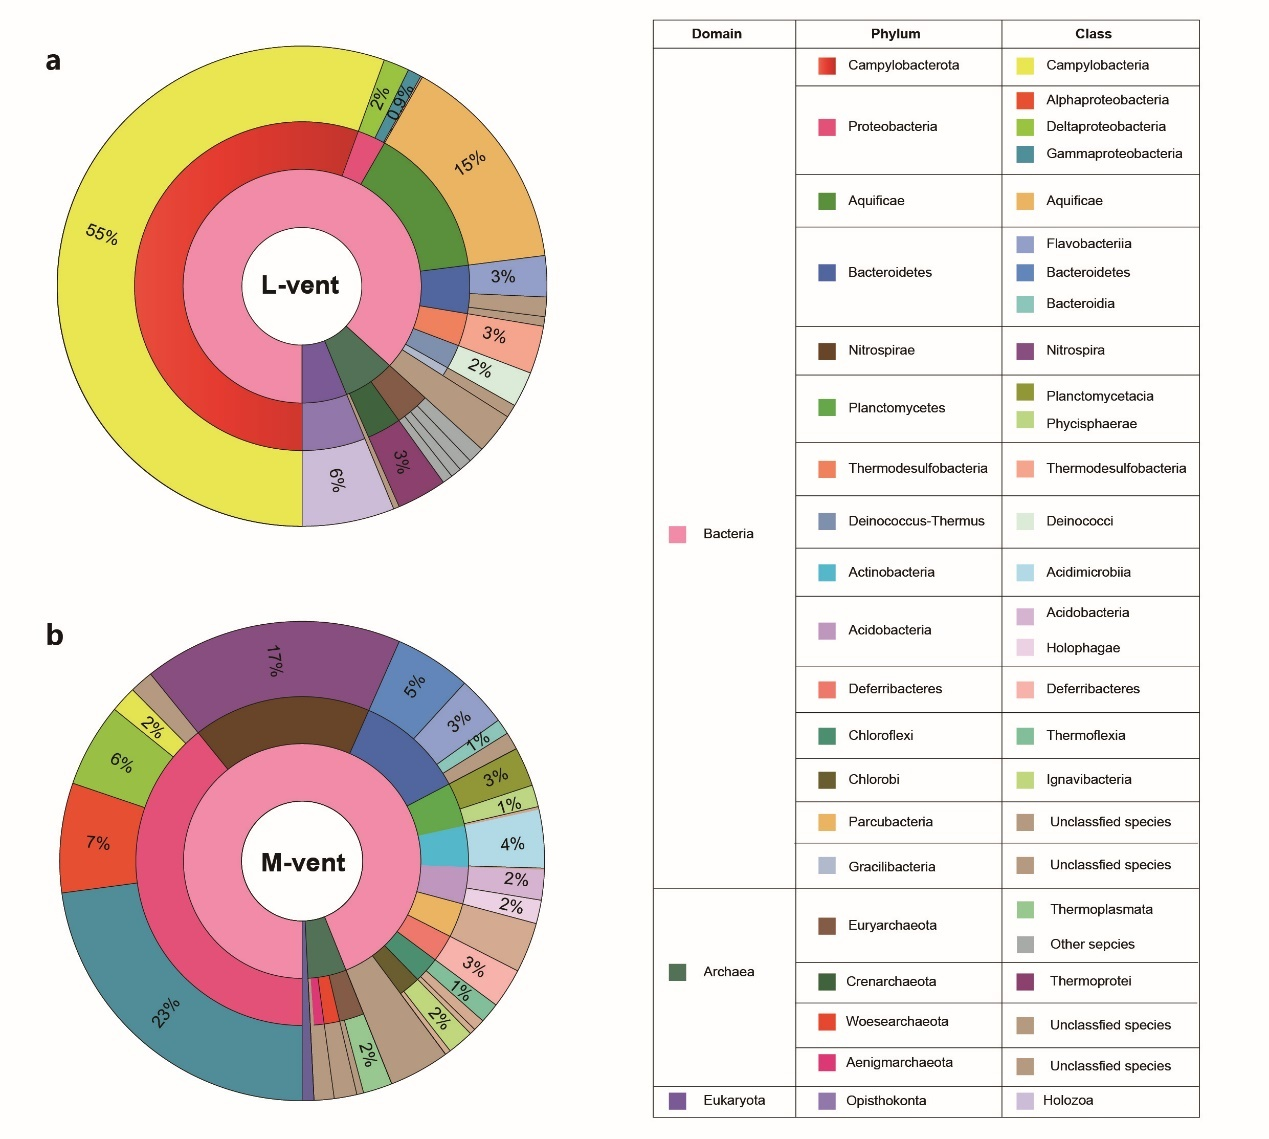 a
2%
0.9%
15%
55%
L-vent
3%
3%
2%
3%
6%
b
17%
5%
3%
2%
1%
6%
3%
1%
7%
M-vent
4%
2%
2%
3%
1%
23%
2%
2%
Domain Phylum Class
Campylobacterota Campylobacteria
Alphaproteobacteria
Proteobacteria Deltaproteobacteria
Gammaproteobacteria
Aquificae Aquificae
Flavobacteriia
Bacteroidetes Bacteroidetes
Bacteroidia
Nitrospirae Nitrospira
Planctomycetacia
Planctomycetes
Phycisphaerae
Thermodesulfobacteria Thermodesulfobacteria
Deinococcus-Thermus Deinococci
Bacteria
Actinobacteria Acidimicrobiia
Acidobacteria
Acidobacteria
Holophagae
Deferribacteres Deferribacteres
Chloroflexi Thermoflexia
Chlorobi Ignavibacteria
Parcubacteria Unclassfied species
Gracilibacteria Unclassfied species
Thermoplasmata
Euryarchaeota
Other sepcies
Archaea
Crenarchaeota Thermoprotei
Woesearchaeota Unclassfied species
Aenigmarchaeota Unclassfied species
Eukaryota Opisthokonta Holozoa